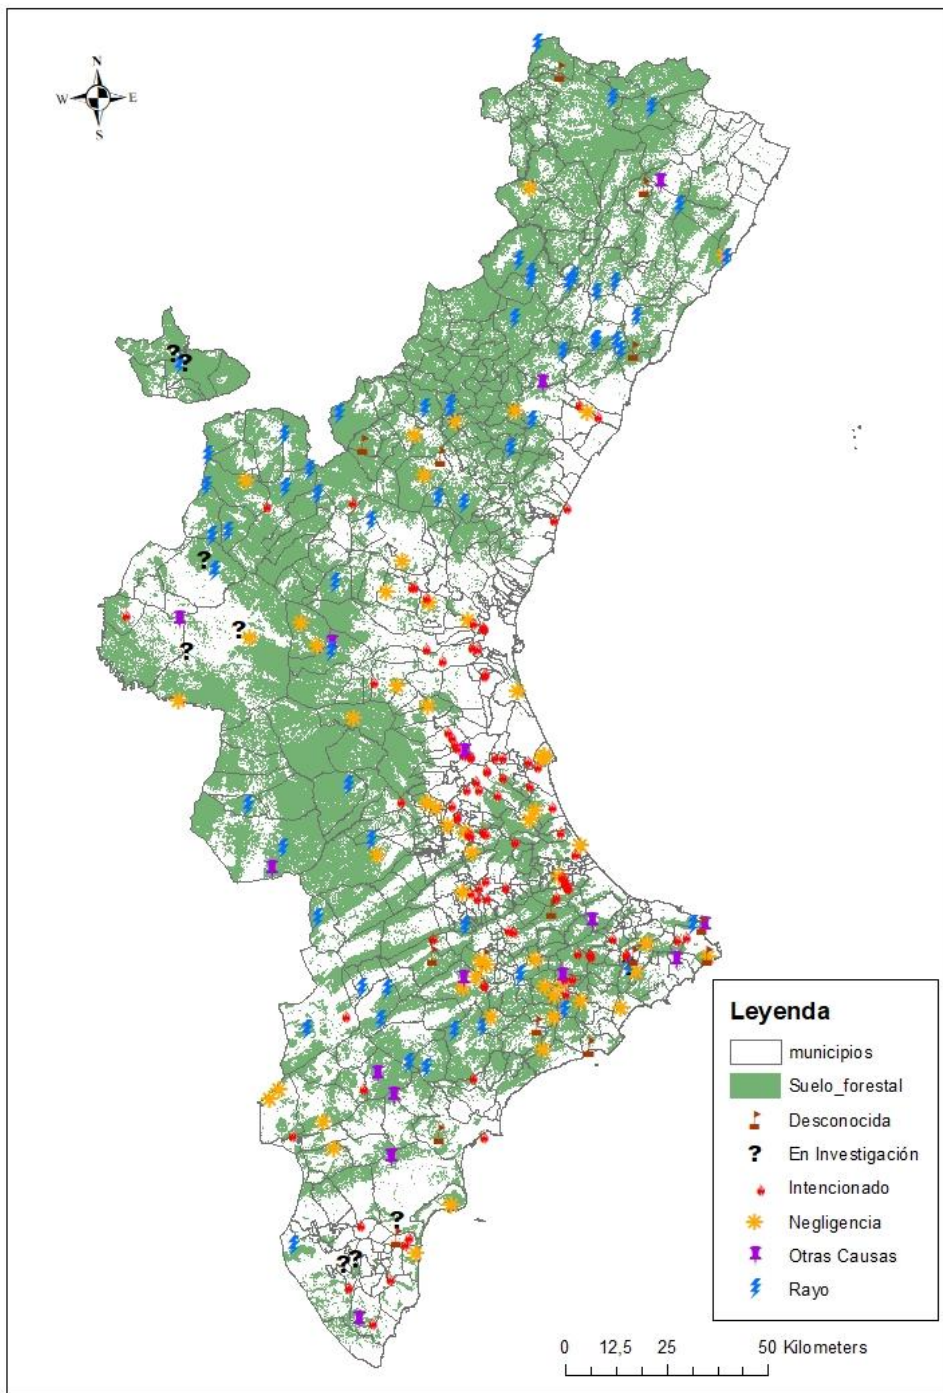 N
W E
S
Leyenda
municipios
Suelo_forestal
Desconocida
? En Investigación
Intencionado
Negligencia
Otras Causas
Rayo
0 12,5 25 50 Kilometers